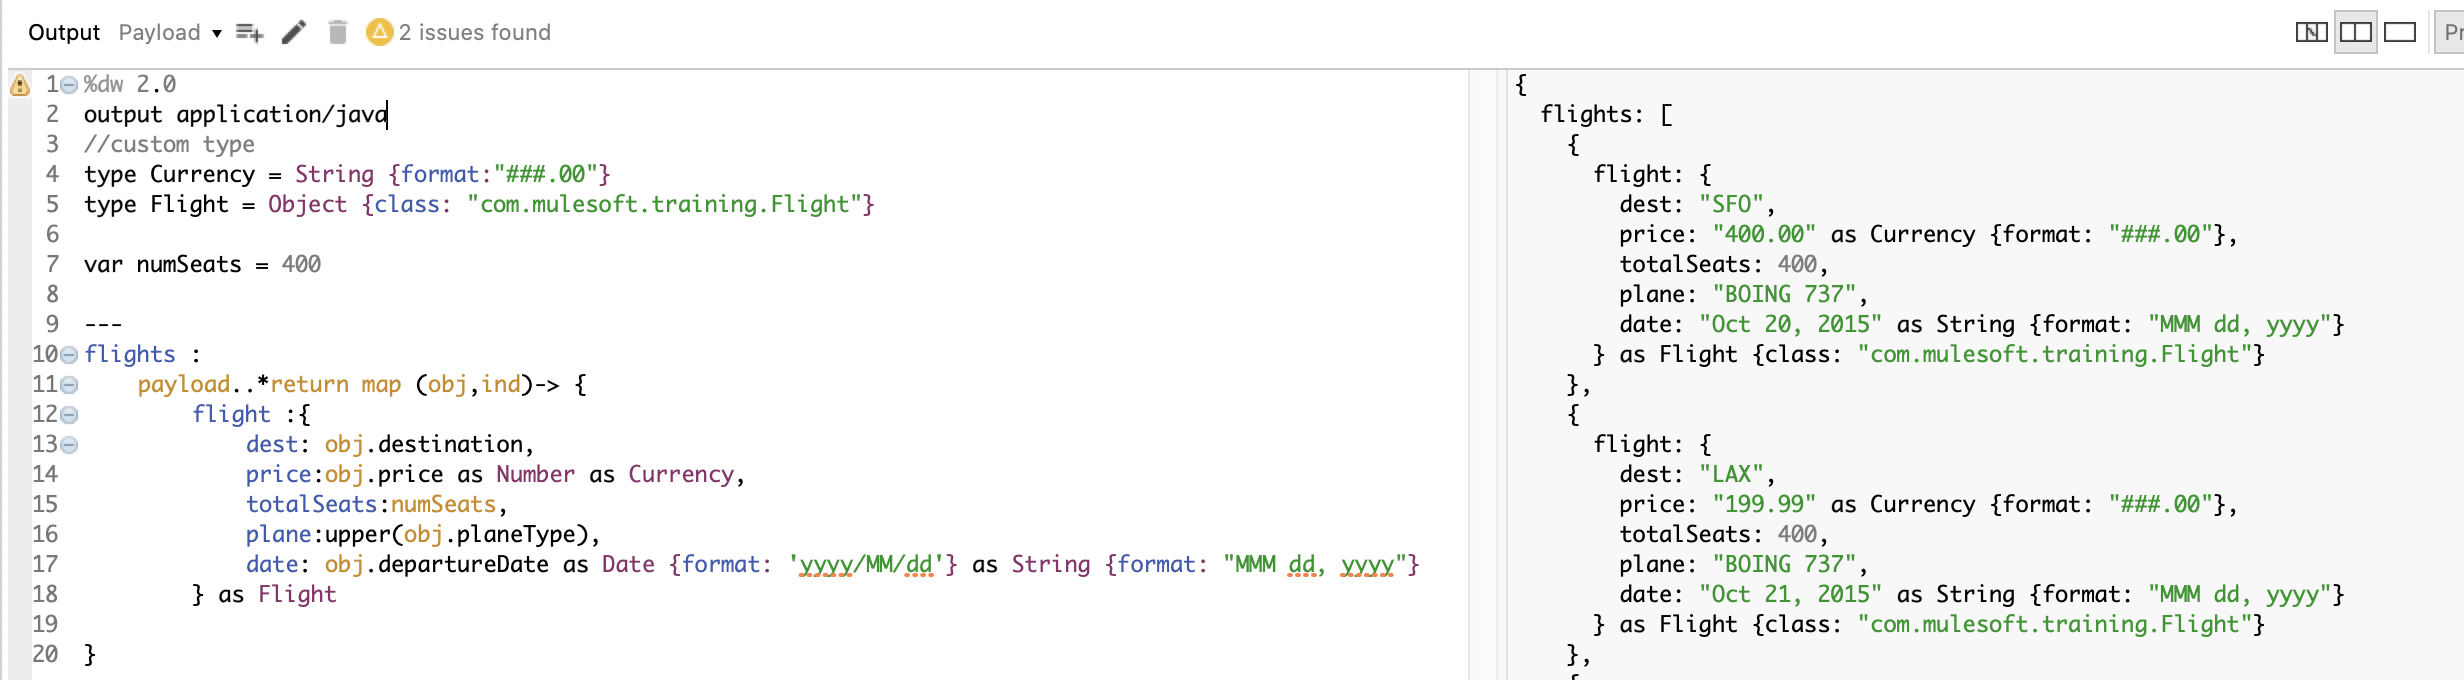 Output Payload 2 issues found Pr
1 %dw 2.0
2 output application/java
3 //custom type
4 type Currency = String {format:"###.00"}
5 type Flight = Object {class: "com.mulesoft.training.Flight"}
6
7 var numSeats = 400
8
9 ---
10 flights :
11 payload..*return map (obj,ind)-> {
12 flight :{
13 dest: obj.destination,
14 price:obj.price as Number as Currency,
15 totalSeats:numSeats,
16 plane:upper(obj.planeType),
17 date: obj.departureDate as Date {format: 'yyyy/MM/dd'} as String {format: "MMM dd, yyyy"}
18 } as Flight
19
20 }
{
flights: [
{
flight: {
dest: "SFO",
price: "400.00" as Currency {format: "###.00"},
totalSeats: 400,
plane: "BOING 737",
date: "Oct 20, 2015" as String {format: "MMM dd, yyyy"}
} as Flight {class: "com.mulesoft.training.Flight"}
},
{
flight: {
dest: "LAX",
price: "199.99" as Currency {format: "###.00"},
totalSeats: 400,
plane: "BOING 737",
date: "Oct 21, 2015" as String {format: "MMM dd, yyyy"}
} as Flight {class: "com.mulesoft.training.Flight"}
},